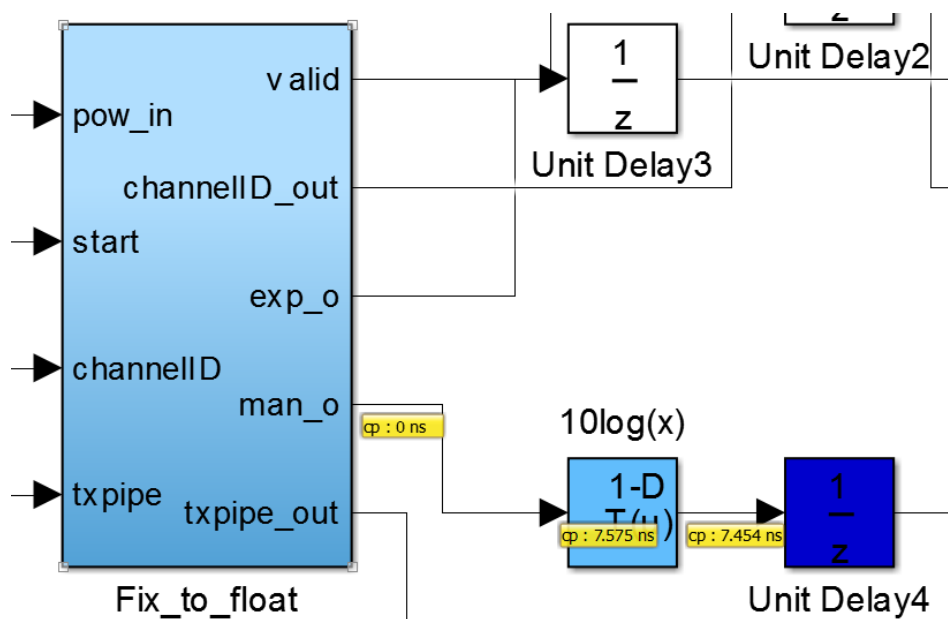 valid
pow_in
channelID_out
start
exp_o
channelID
man_o
txpipe
txpipe_out
Fix_to_float
1
z
Unit Delay3
z
Unit Delay2
cp : 0 ns
10log(x)
1-D
T(u)
cp : 7.575 ns
cp : 7.454 ns
1
z
Unit Delay4